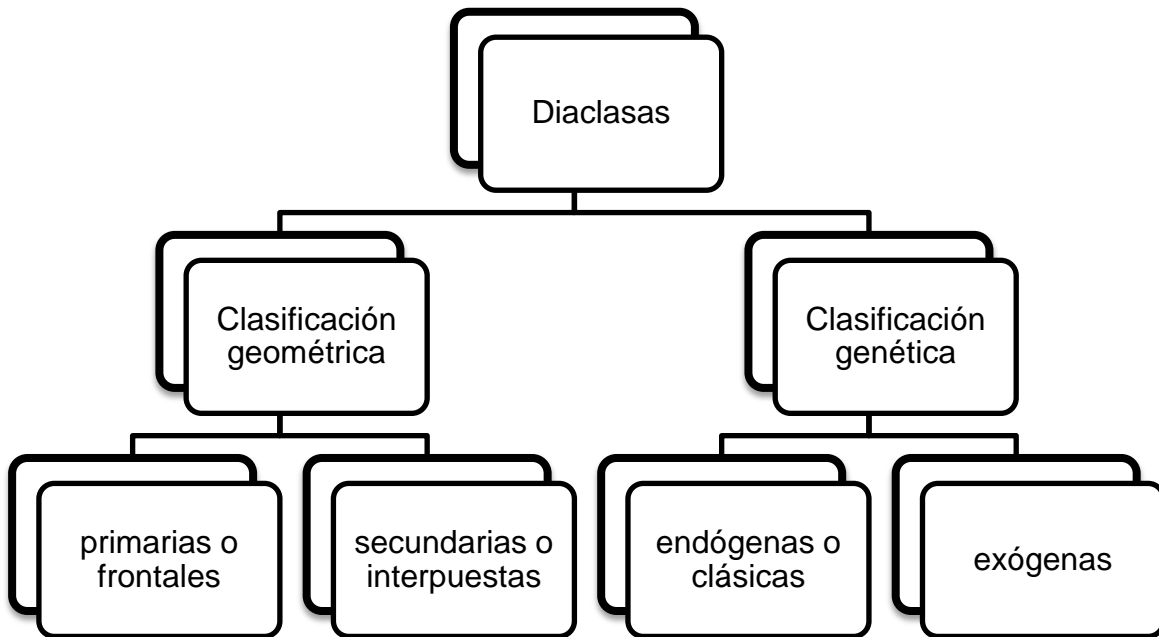 Diaclasas
Clasificación
geométrica
Clasificación
genética
primarias o
frontales
secundarias o
interpuestas
endógenas o
clásicas
exógenas